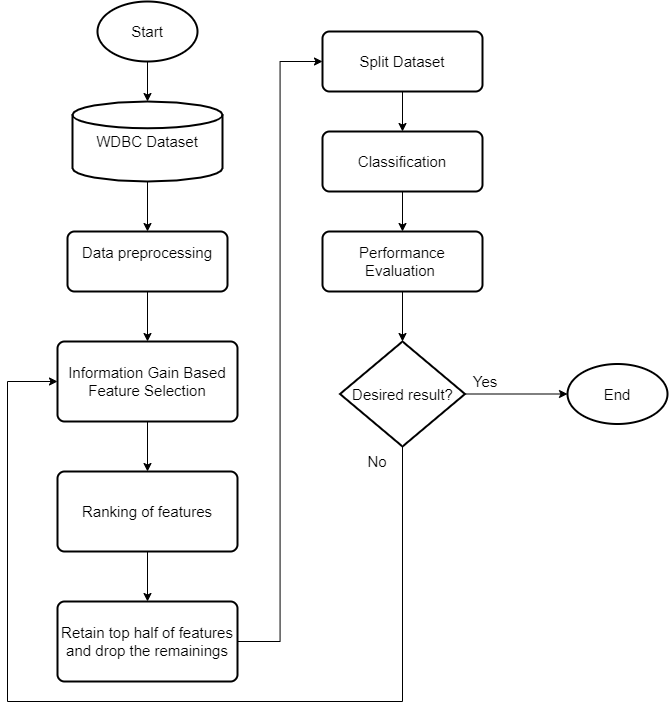 Start
WDBC Dataset
Data preprocessing
Information Gain Based
Feature Selection
Ranking of features
Retain top half of features
and drop the remainings
Split Dataset
Classification
Performance
Evaluation
Desired result?
Yes
End
No